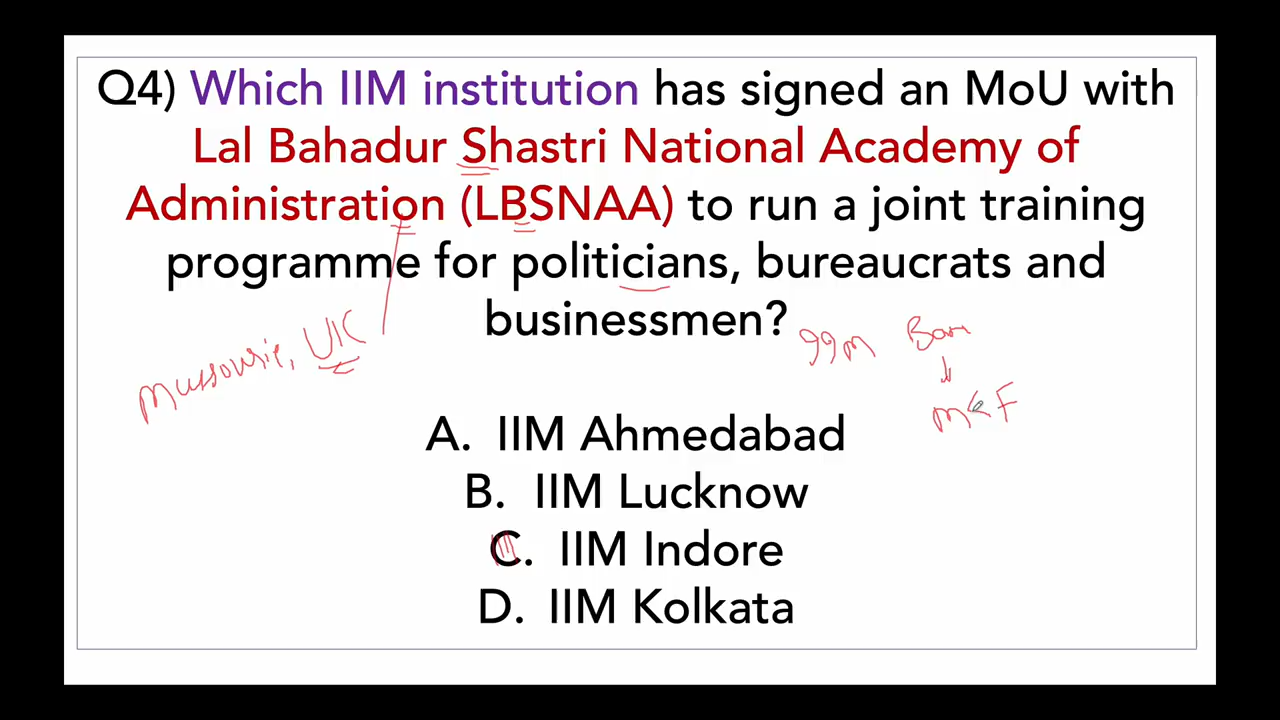 Q4) Which IIM institution has signed an MoU with
Lal Bahadur Shastri National Academy of
Administration (LBSNAA) to run a joint training
programme for politicians, bureaucrats and
businessmen?
Mussourie, UK
A. IIM Ahmedabad
B. IIM Lucknow
C. IIM Indore
D. IIM Kolkata